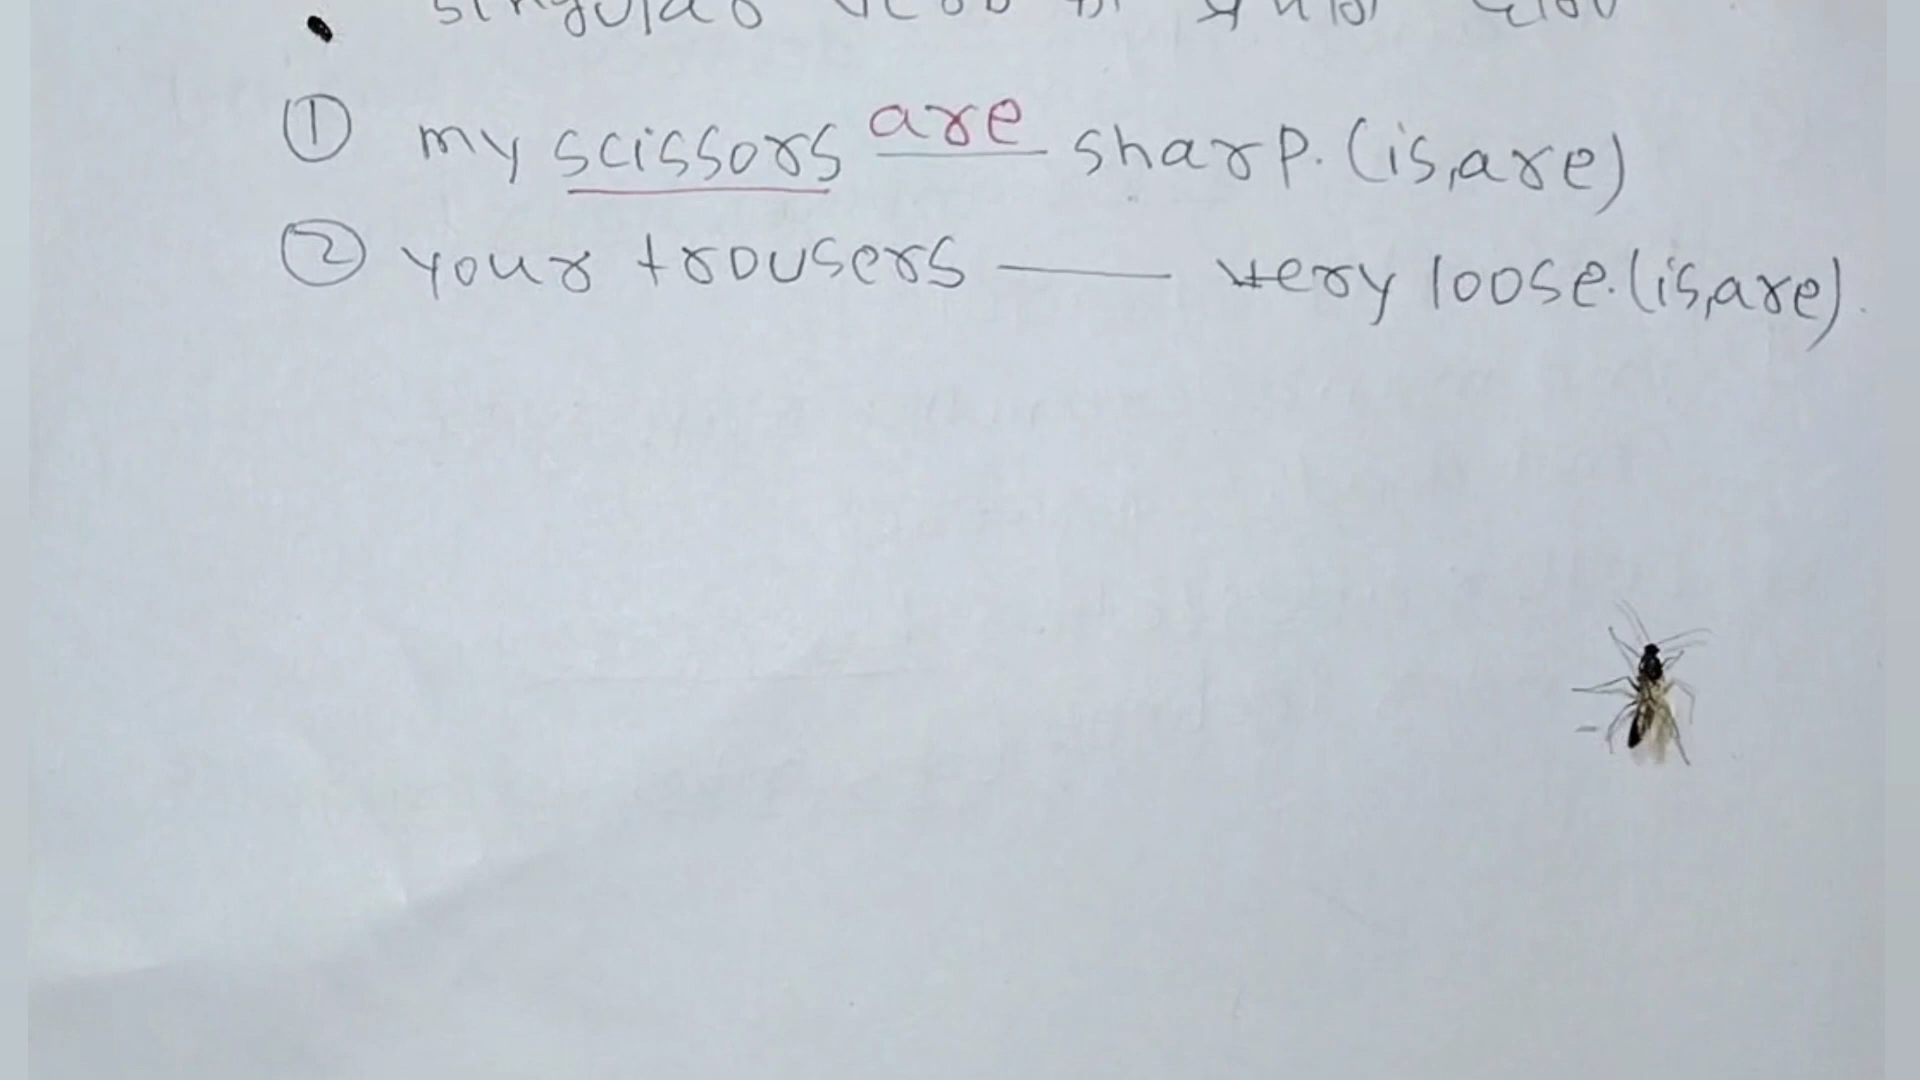 ① my scissors are sharp. (is, are)
② your trousers —— very loose. (is, are).